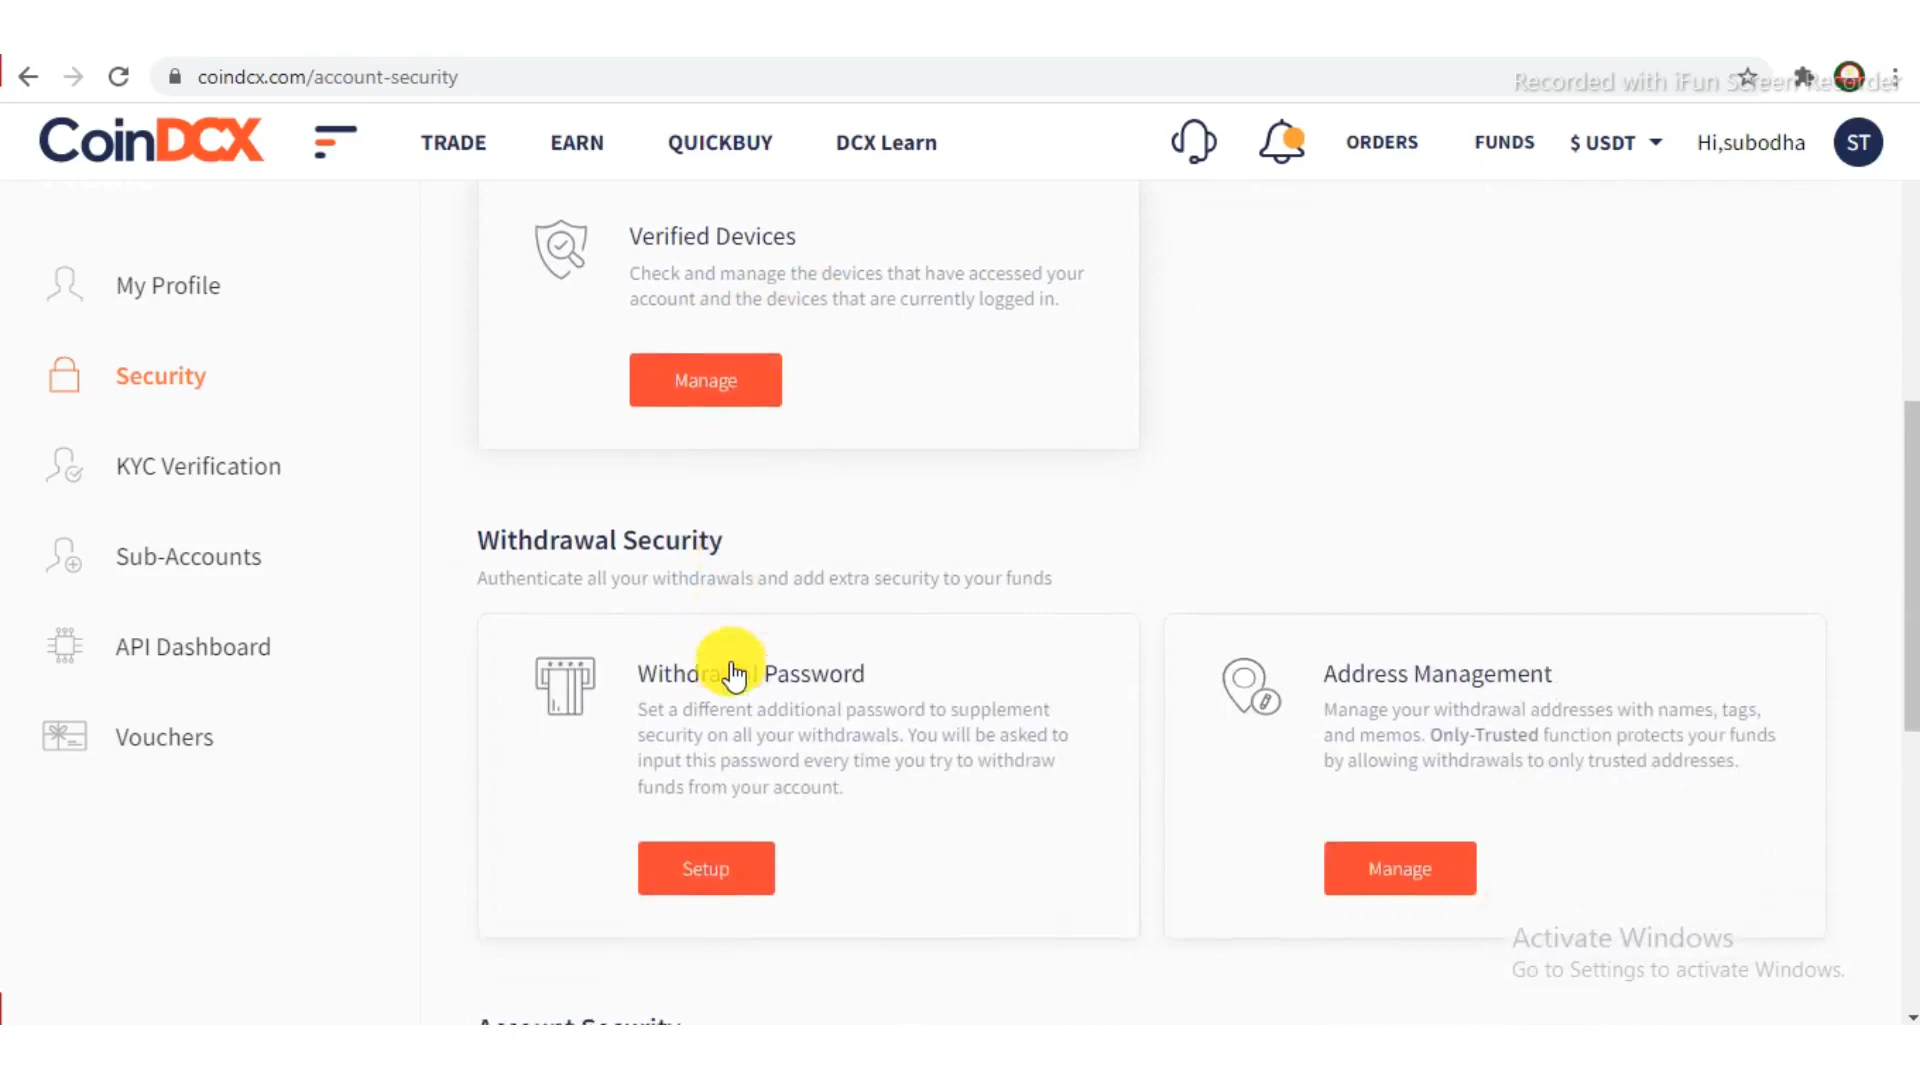 coindcx.com/account-security
Recorded with iFun Screen Recorder
CoinDCX
TRADE
EARN
QUICKBUY
DCX Learn
ORDERS
FUNDS
$ USDT
Hi,subodha
ST
My Profile
Security
KYC Verification
Sub-Accounts
API Dashboard
Vouchers
Verified Devices
Check and manage the devices that have accessed your
account and the devices that are currently logged in.
Manage
Withdrawal Security
Authenticate all your withdrawals and add extra security to your funds
Withdrawal Password
Set a different additional password to supplement
security on all your withdrawals. You will be asked to
input this password every time you try to withdraw
funds from your account.
Setup
Address Management
Manage your withdrawal addresses with names, tags,
and memos. Only-Trusted function protects your funds
by allowing withdrawals to only trusted addresses.
Manage
Activate Windows
Go to Settings to activate Windows.
Account Security